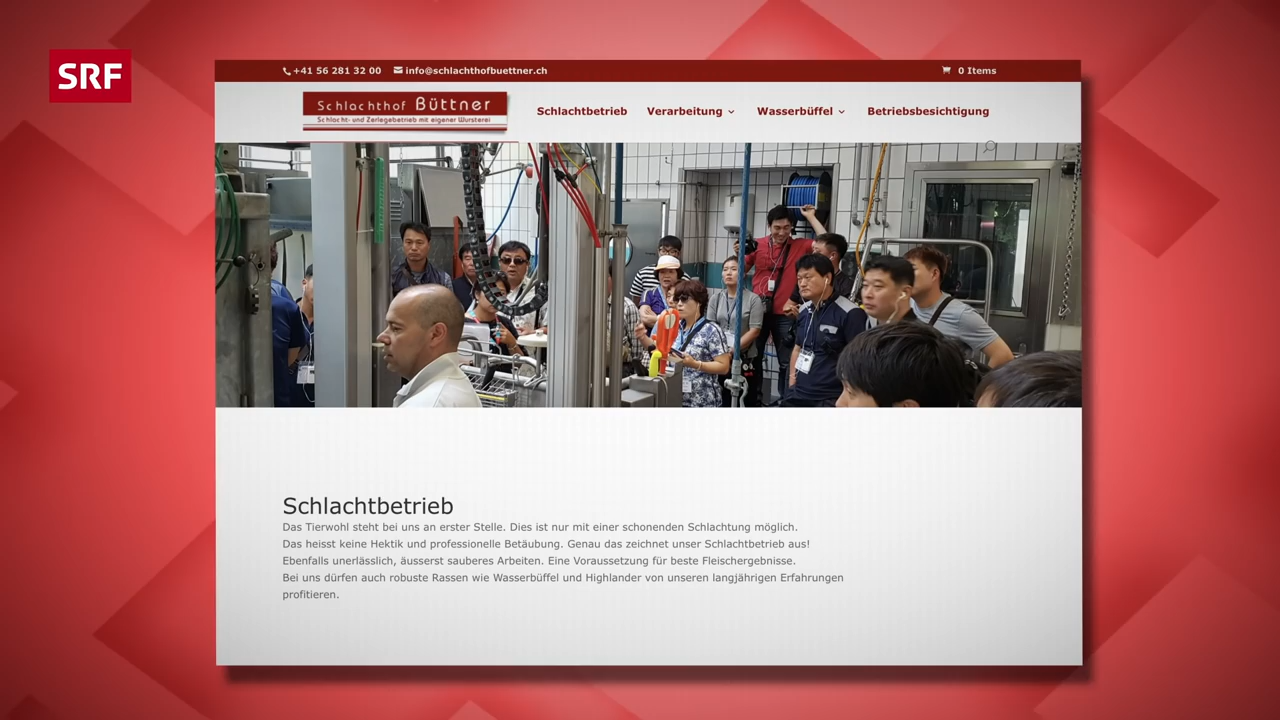 SRF
+41 56 281 32 00 info@schlachthofbuettner.ch 0 Items
Schlachthof Büttner
Schlacht- und Zerlegebetrieb mit eigener Wursterei
Schlachtbetrieb Verarbeitung Wasserbüffel Betriebsbesichtigung
Schlachtbetrieb
Das Tierwohl steht bei uns an erster Stelle. Dies ist nur mit einer schonenden Schlachtung möglich.
Das heisst keine Hektik und professionelle Betäubung. Genau das zeichnet unser Schlachtbetrieb aus!
Ebenfalls unerlässlich, äusserst sauberes Arbeiten. Eine Voraussetzung für beste Fleischergebnisse.
Bei uns dürfen auch robuste Rassen wie Wasserbüffel und Highlander von unseren langjährigen Erfahrungen
profitieren.